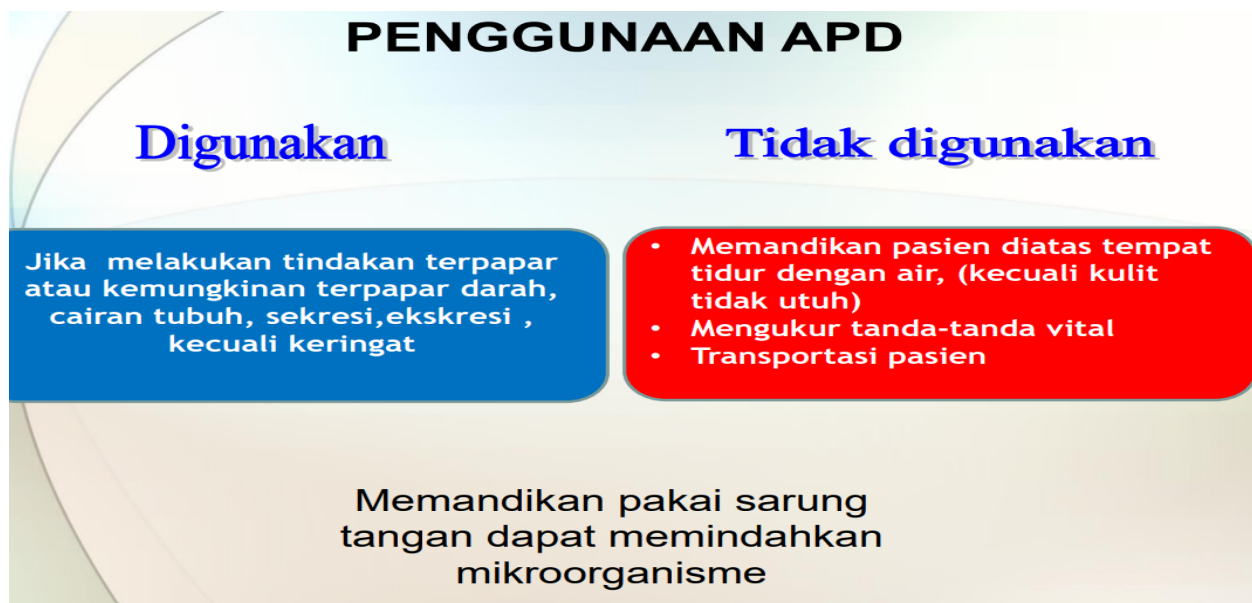 PENGGUNAAN APD
Digunakan
Tidak digunakan
Jika melakukan tindakan terpapar
atau kemungkinan terpapar darah,
cairan tubuh, sekresi,ekskresi ,
kecuali keringat
• Memandikan pasien diatas tempat
tidur dengan air, (kecuali kulit
tidak utuh)
• Mengukur tanda-tanda vital
• Transportasi pasien
Memandikan pakai sarung
tangan dapat memindahkan
mikroorganisme